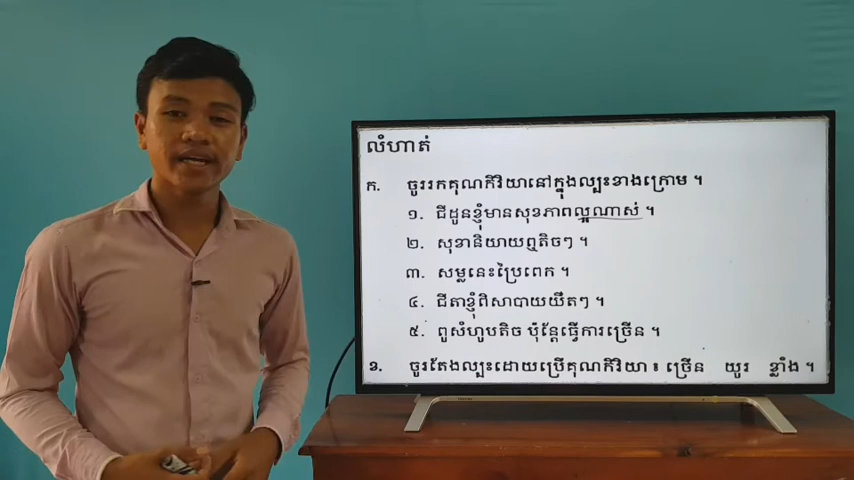 លំហាត់
ក. ចូររកគុណកិរិយានៅក្នុងល្បះខាងក្រោម ។
១. ជីដូនខ្ញុំមានសុខភាពល្អណាស់ ។
២. សុខានិយាយឮតិចៗ ។
៣. សម្លនេះប្រៃពេក ។
៤. ជីតាខ្ញុំពិសាបាយយឺតៗ ។
៥. ពូសំហូបតិច ប៉ុន្តែធ្វើការច្រើន ។
ខ. ចូរតែងល្បះដោយប្រើគុណកិរិយា ៖ ច្រើន យូរ ខ្លាំង ។